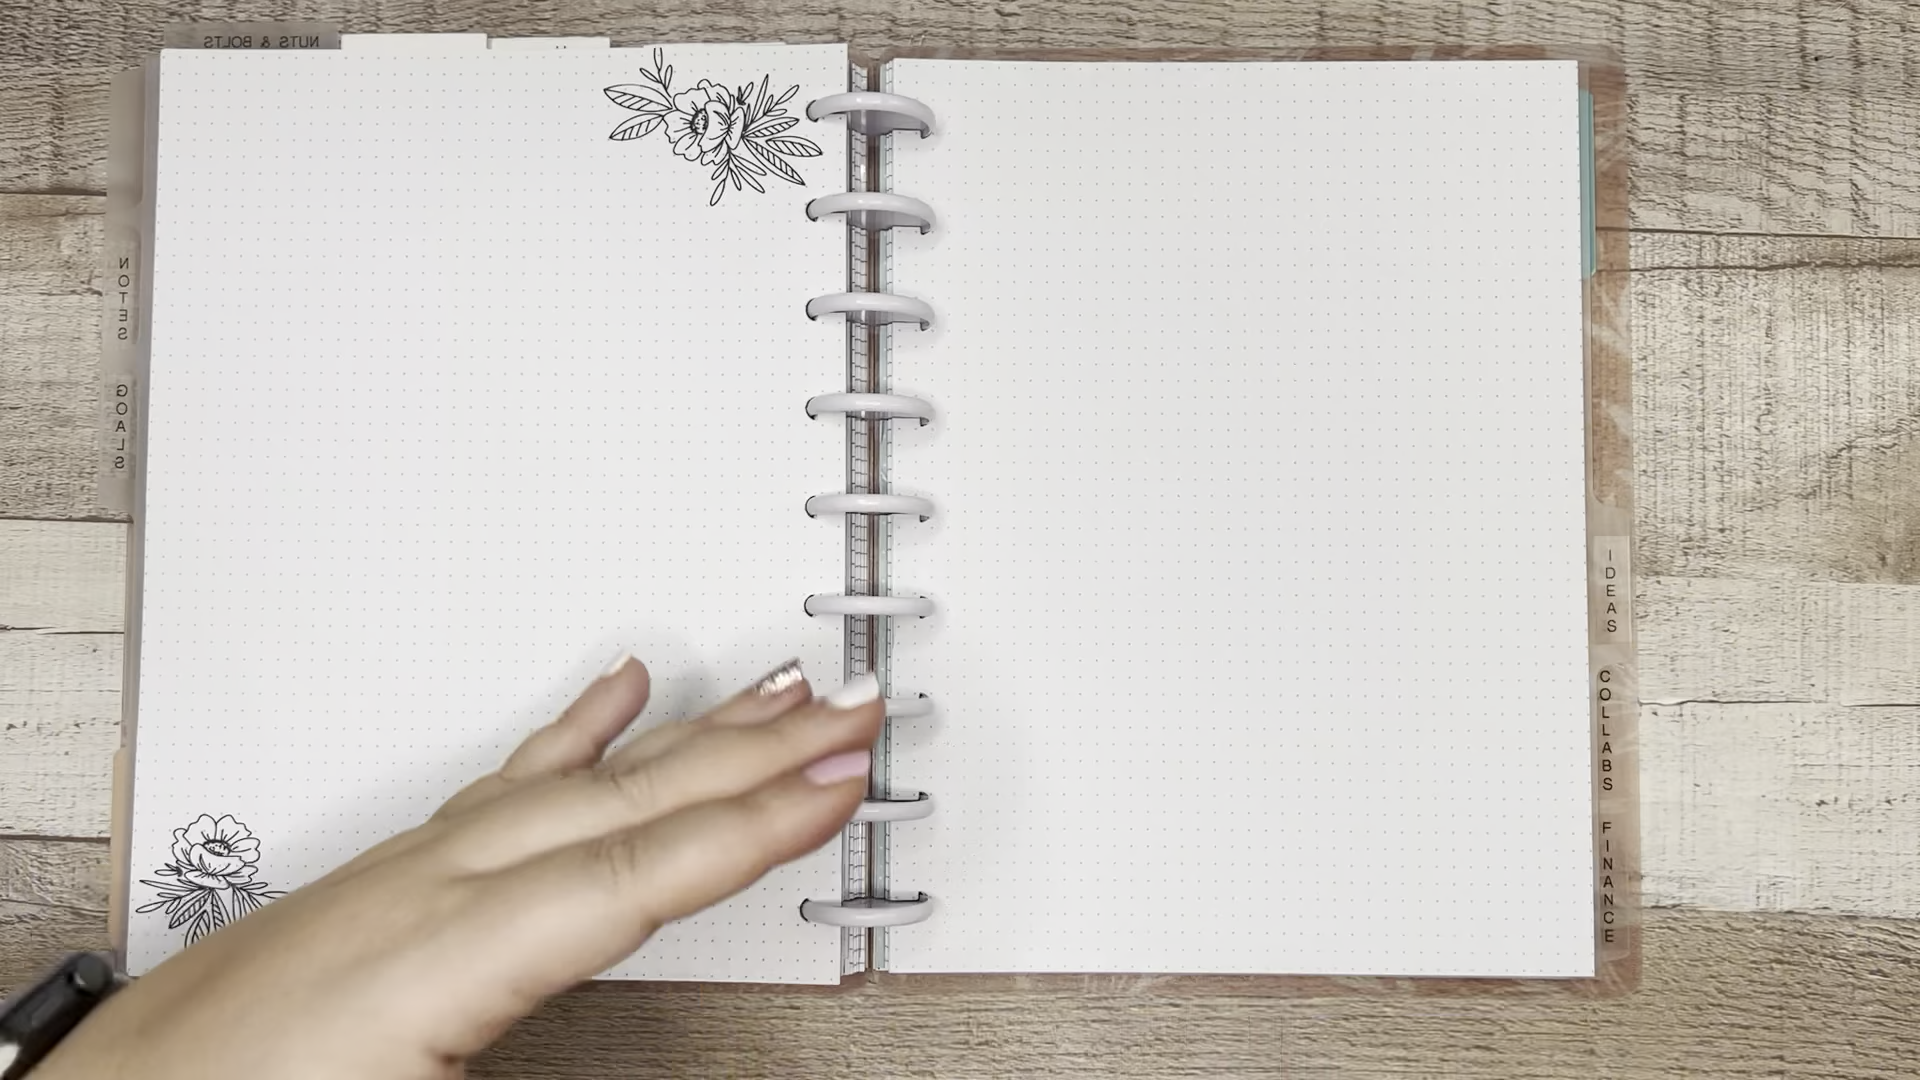 NUTS & BOLTS
NOTES
GOALS
IDEAS
COLLABS
FINANCE